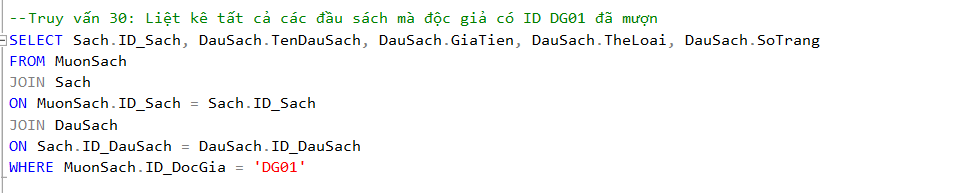 --Truy vấn 30: Liệt kê tất cả các đầu sách mà độc giả có ID DG01 đã mượn
SELECT Sach.ID_Sach, DauSach.TenDauSach, DauSach.GiaTien, DauSach.TheLoai, DauSach.SoTrang
FROM MuonSach
JOIN Sach
ON MuonSach.ID_Sach = Sach.ID_Sach
JOIN DauSach
ON Sach.ID_DauSach = DauSach.ID_DauSach
WHERE MuonSach.ID_DocGia = 'DG01'